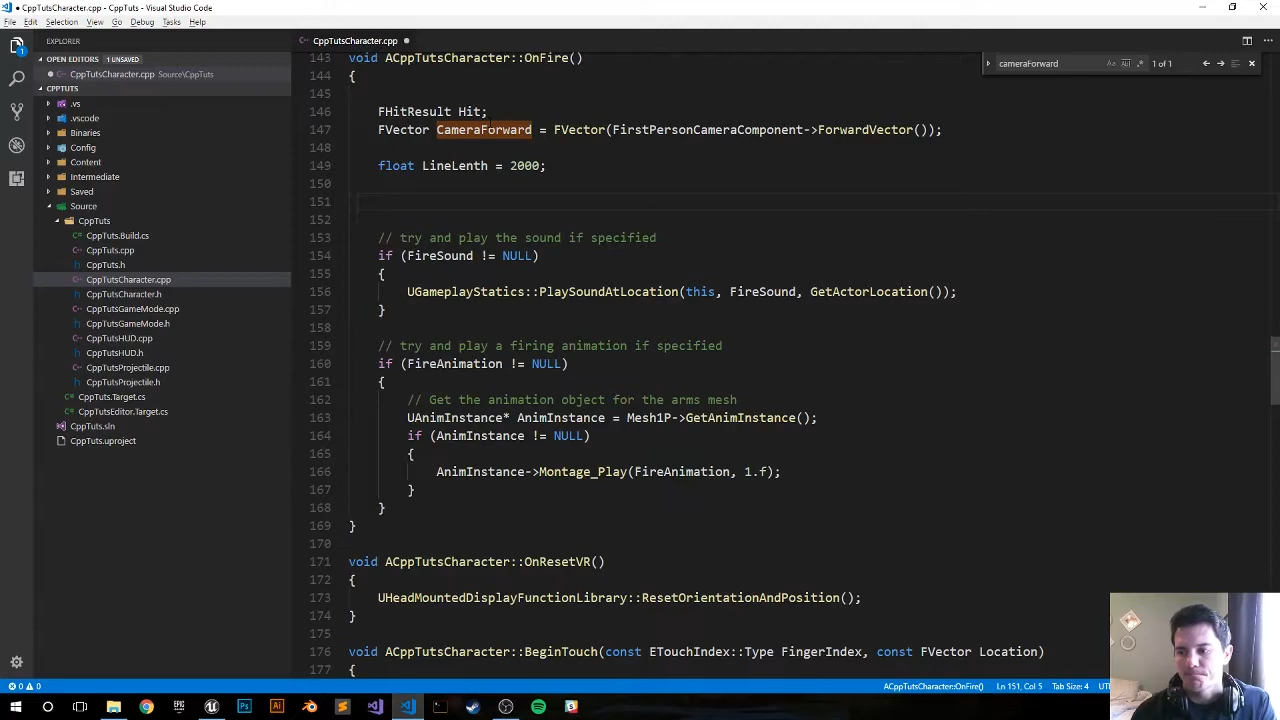 CppTutsCharacter.cpp - CppTuts - Visual Studio Code
File Edit Selection View Go Debug Tasks Help
EXPLORER
CppTutsCharacter.cpp
OPEN EDITORS 1 UNSAVED
CppTutsCharacter.cpp Source\CppTuts
CPPTUTS
.vs
.vscode
Binaries
Config
Content
Intermediate
Saved
Source
CppTuts
CppTuts.Build.cs
CppTuts.cpp
CppTuts.h
CppTutsCharacter.cpp
CppTutsCharacter.h
CppTutsGameMode.cpp
CppTutsGameMode.h
CppTutsHUD.cpp
CppTutsHUD.h
CppTutsProjectile.cpp
CppTutsProjectile.h
CppTuts.Target.cs
CppTutsEditor.Target.cs
CppTuts.sln
CppTuts.uproject
cameraForward Aa 1 of 1
143 void ACppTutsCharacter::OnFire()
144 {
145
146 FHitResult Hit;
147 FVector CameraForward = FVector(FirstPersonCameraComponent->ForwardVector());
148
149 float LineLenth = 2000;
150
151
152
153 // try and play the sound if specified
154 if (FireSound != NULL)
155 {
156 UGameplayStatics::PlaySoundAtLocation(this, FireSound, GetActorLocation());
157 }
158
159 // try and play a firing animation if specified
160 if (FireAnimation != NULL)
161 {
162 // Get the animation object for the arms mesh
163 UAnimInstance* AnimInstance = Mesh1P->GetAnimInstance();
164 if (AnimInstance != NULL)
165 {
166 AnimInstance->Montage_Play(FireAnimation, 1.f);
167 }
168 }
169 }
170
171 void ACppTutsCharacter::OnResetVR()
172 {
173 UHeadMountedDisplayFunctionLibrary::ResetOrientationAndPosition();
174 }
175
176 void ACppTutsCharacter::BeginTouch(const ETouchIndex::Type FingerIndex, const FVector Location)
177 {
0 0 ACppTutsCharacter::OnFire() Ln 151, Col 5 Tab Size: 4